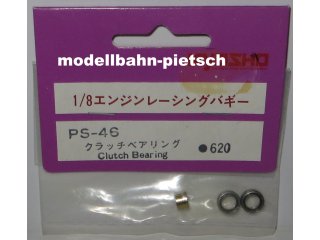 modellbahn-pietsch
1/8エンジンレーシングバギー
PS-46
クラッチベアリング
Clutch Bearing
●620